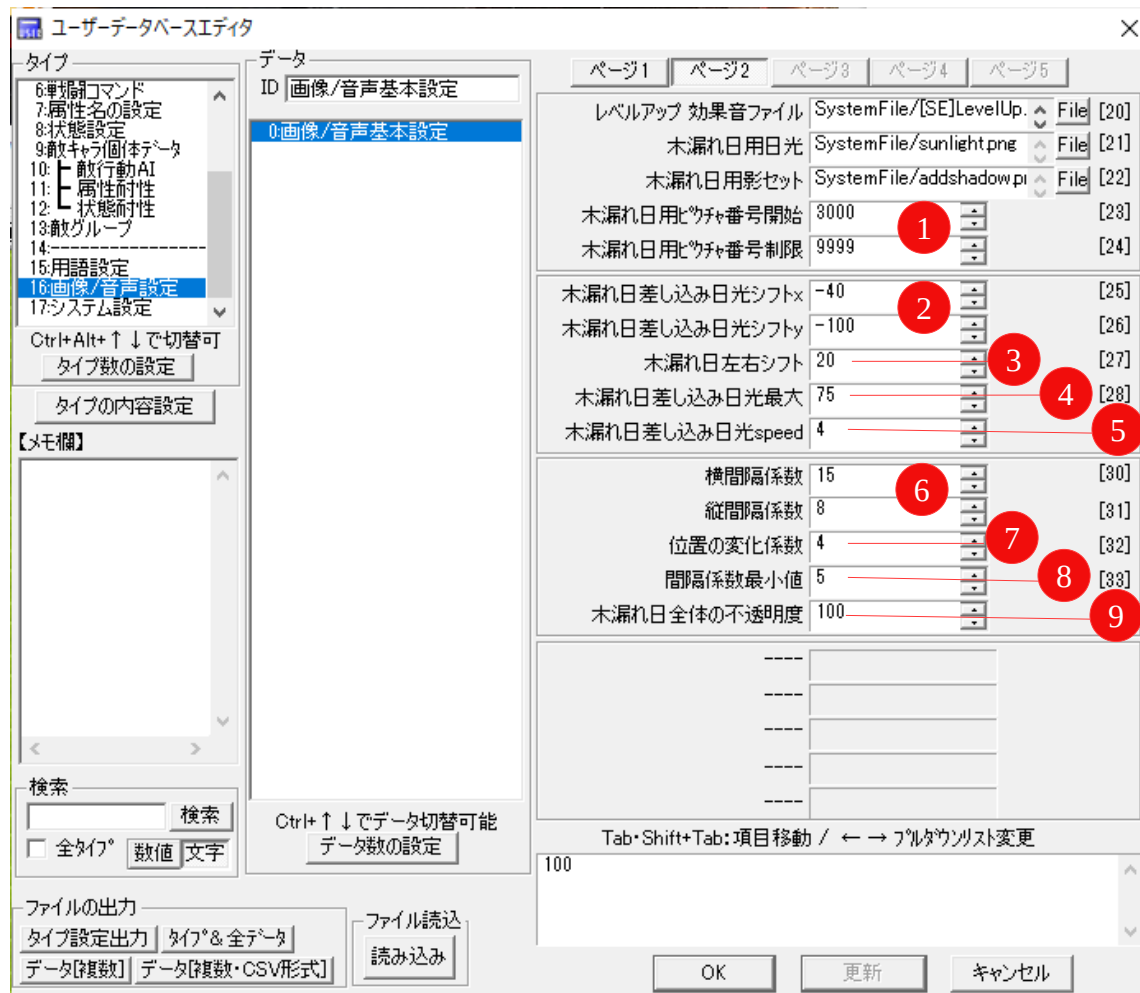 ユーザーデータベースエディタ
タイプ
6:戦闘コマンド
7:属性名の設定
8:状態設定
9:敵キャラ個体データ
10:┣ 敵行動AI
11:┣ 属性耐性
12:┗ 状態耐性
13:敵グループ
14:----------------
15:用語設定
16:画像/音声設定
17:システム設定
Ctrl+Alt+↑↓で切替可
タイプ数の設定
タイプの内容設定
【メモ欄】
検索
検索
全タイプ 数値 文字
ファイルの出力
タイプ設定出力 タイプ&全データ
データ[複数] データ[複数・CSV形式]
データ
ID 画像/音声基本設定
0:画像/音声基本設定
Ctrl+↑↓でデータ切替可能
データ数の設定
ファイル読込
読み込み
ページ1 ページ2 ページ3 ページ4 ページ5
レベルアップ 効果音ファイル SystemFile/[SE]LevelUp. File [20]
木漏れ日用日光 SystemFile/sunlight.png File [21]
木漏れ日用影セット SystemFile/addshadow.pn File [22]
木漏れ日用ピクチャ番号開始 3000 [23]
1
木漏れ日用ピクチャ番号制限 9999 [24]
木漏れ日差し込み日光シフトx -40 [25]
2
木漏れ日差し込み日光シフトy -100 [26]
木漏れ日左右シフト 20 3 [27]
木漏れ日差し込み日光最大 75 4 [28]
木漏れ日差し込み日光speed 4 5
横間隔係数 15 [30]
6
縦間隔係数 8 [31]
位置の変化係数 4 7 [32]
間隔係数最小値 5 8 [33]
木漏れ日全体の不透明度 100 9
----
----
----
----
----
Tab・Shift+Tab:項目移動 / ←→ プルダウンリスト変更
100
OK 更新 キャンセル